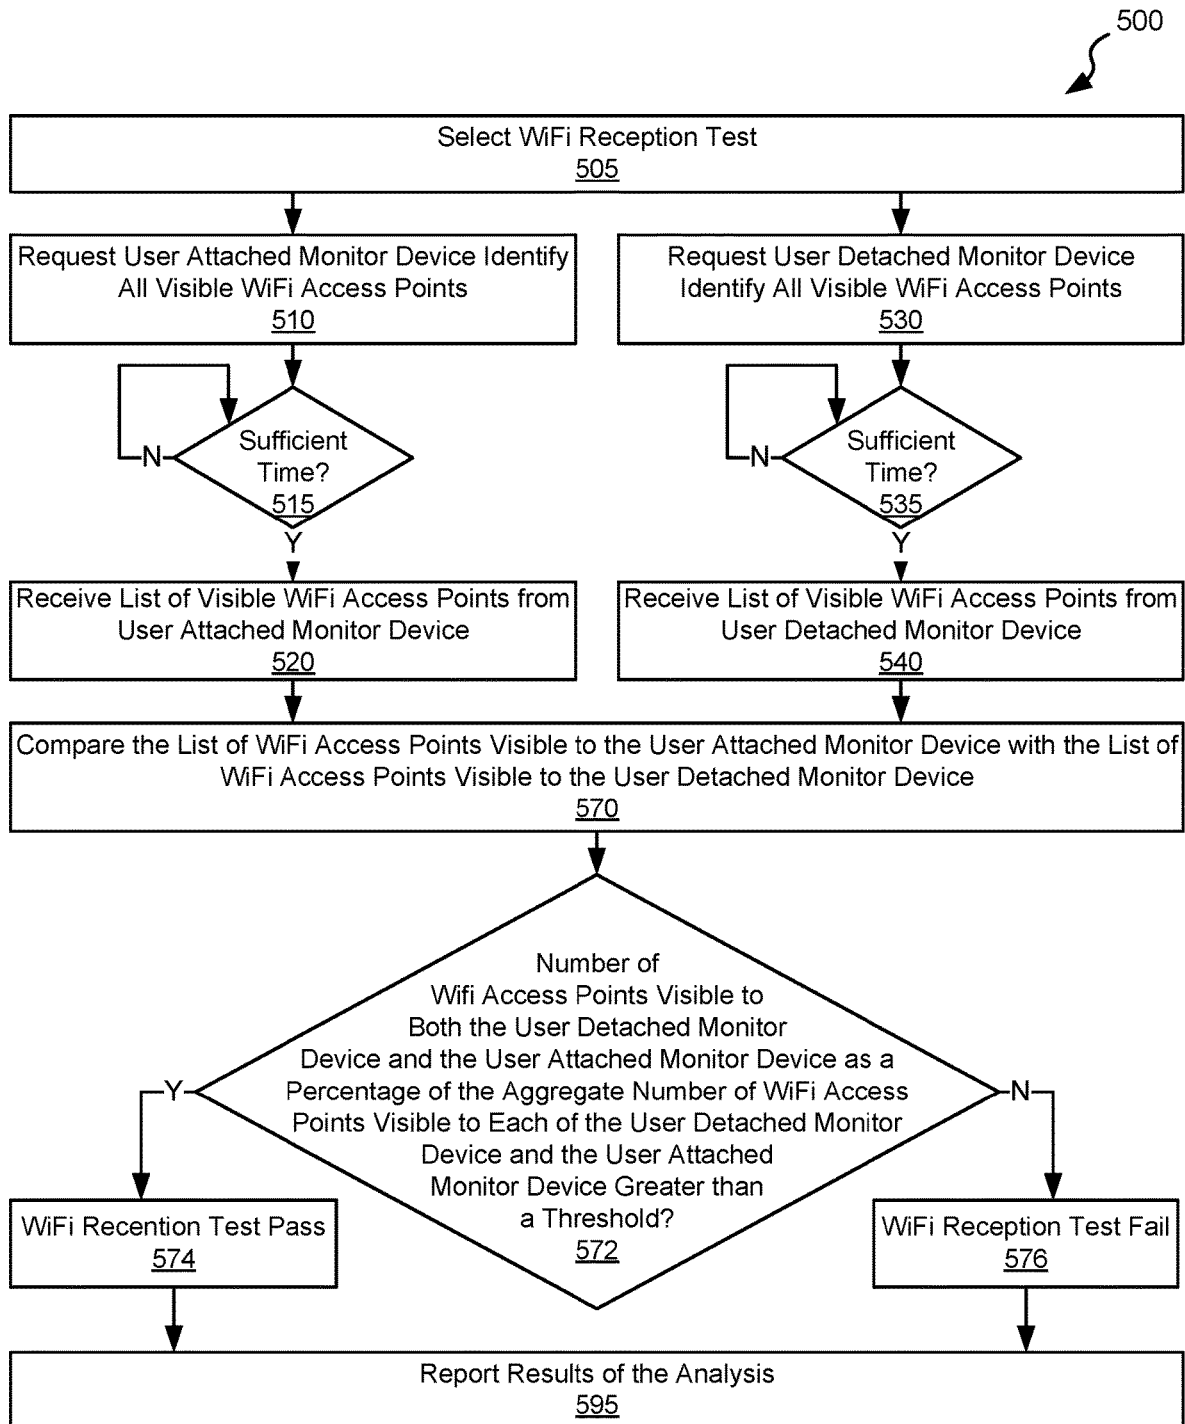 500
Select WiFi Reception Test
505
Request User Attached Monitor Device Identify
All Visible WiFi Access Points
510
Request User Detached Monitor Device
Identify All Visible WiFi Access Points
530
N
Sufficient
Time?
515
Y
N
Sufficient
Time?
535
Y
Receive List of Visible WiFi Access Points from
User Attached Monitor Device
520
Receive List of Visible WiFi Access Points from
User Detached Monitor Device
540
Compare the List of WiFi Access Points Visible to the User Attached Monitor Device with the List of
WiFi Access Points Visible to the User Detached Monitor Device
570
Number of
Wifi Access Points Visible to
Both the User Detached Monitor
Device and the User Attached Monitor Device as a
Percentage of the Aggregate Number of WiFi Access
Points Visible to Each of the User Detached Monitor
Device and the User Attached
Monitor Device Greater than
a Threshold?
572
Y
N
WiFi Recention Test Pass
574
WiFi Reception Test Fail
576
Report Results of the Analysis
595